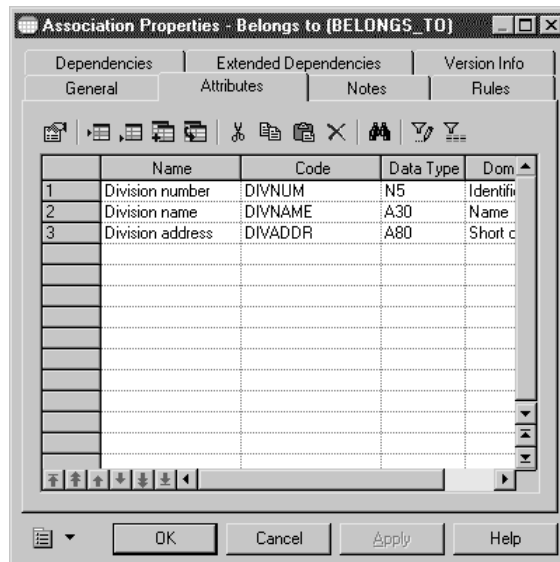 Association Properties - Belongs to (BELONGS_TO)
Dependencies Extended Dependencies Version Info
General Attributes Notes Rules
Name Code Data Type Dom
1 Division number DIVNUM N5 Identifi
2 Division name DIVNAME A30 Name
3 Division address DIVADDR A80 Short c
OK Cancel Apply Help